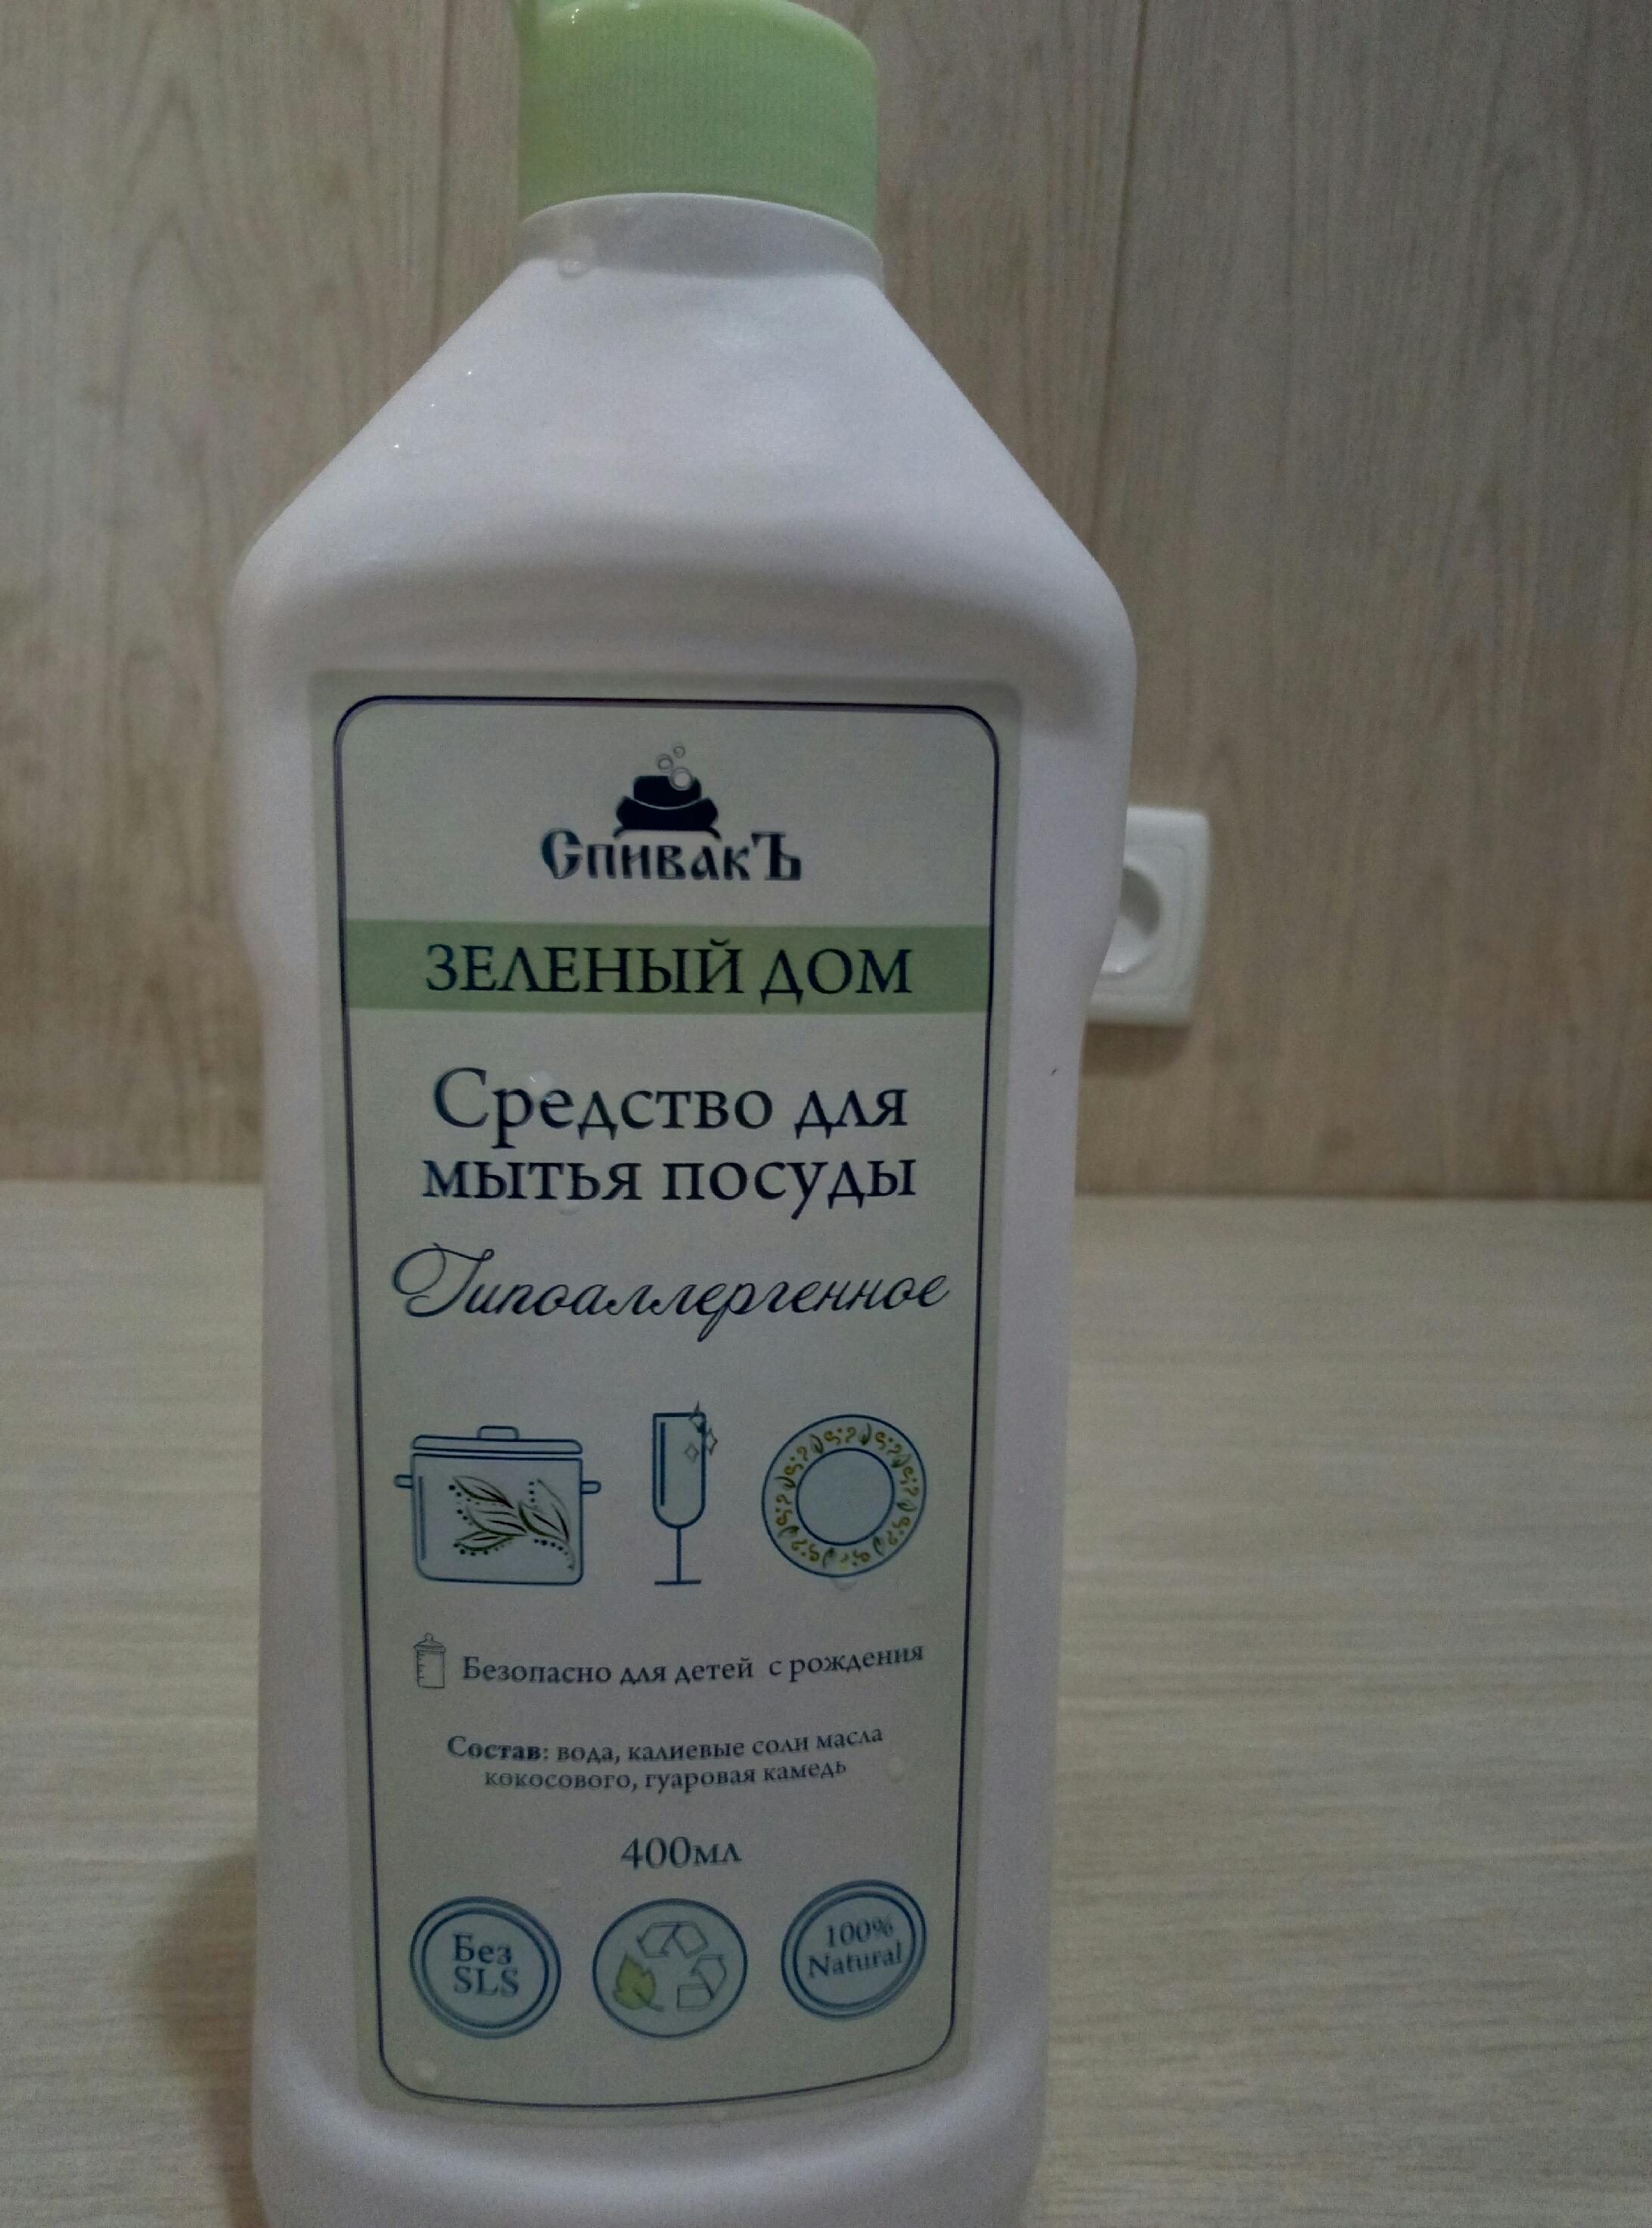 СпивакЪ
ЗЕЛЕНЫЙ ДОМ
Средство для
мытья посуды
Гипоаллергенное
Безопасно для детей с рождения
Состав: вода, калиевые соли масла
кокосового, гуаровая камедь
400мл
Без
SLS
100%
Natural